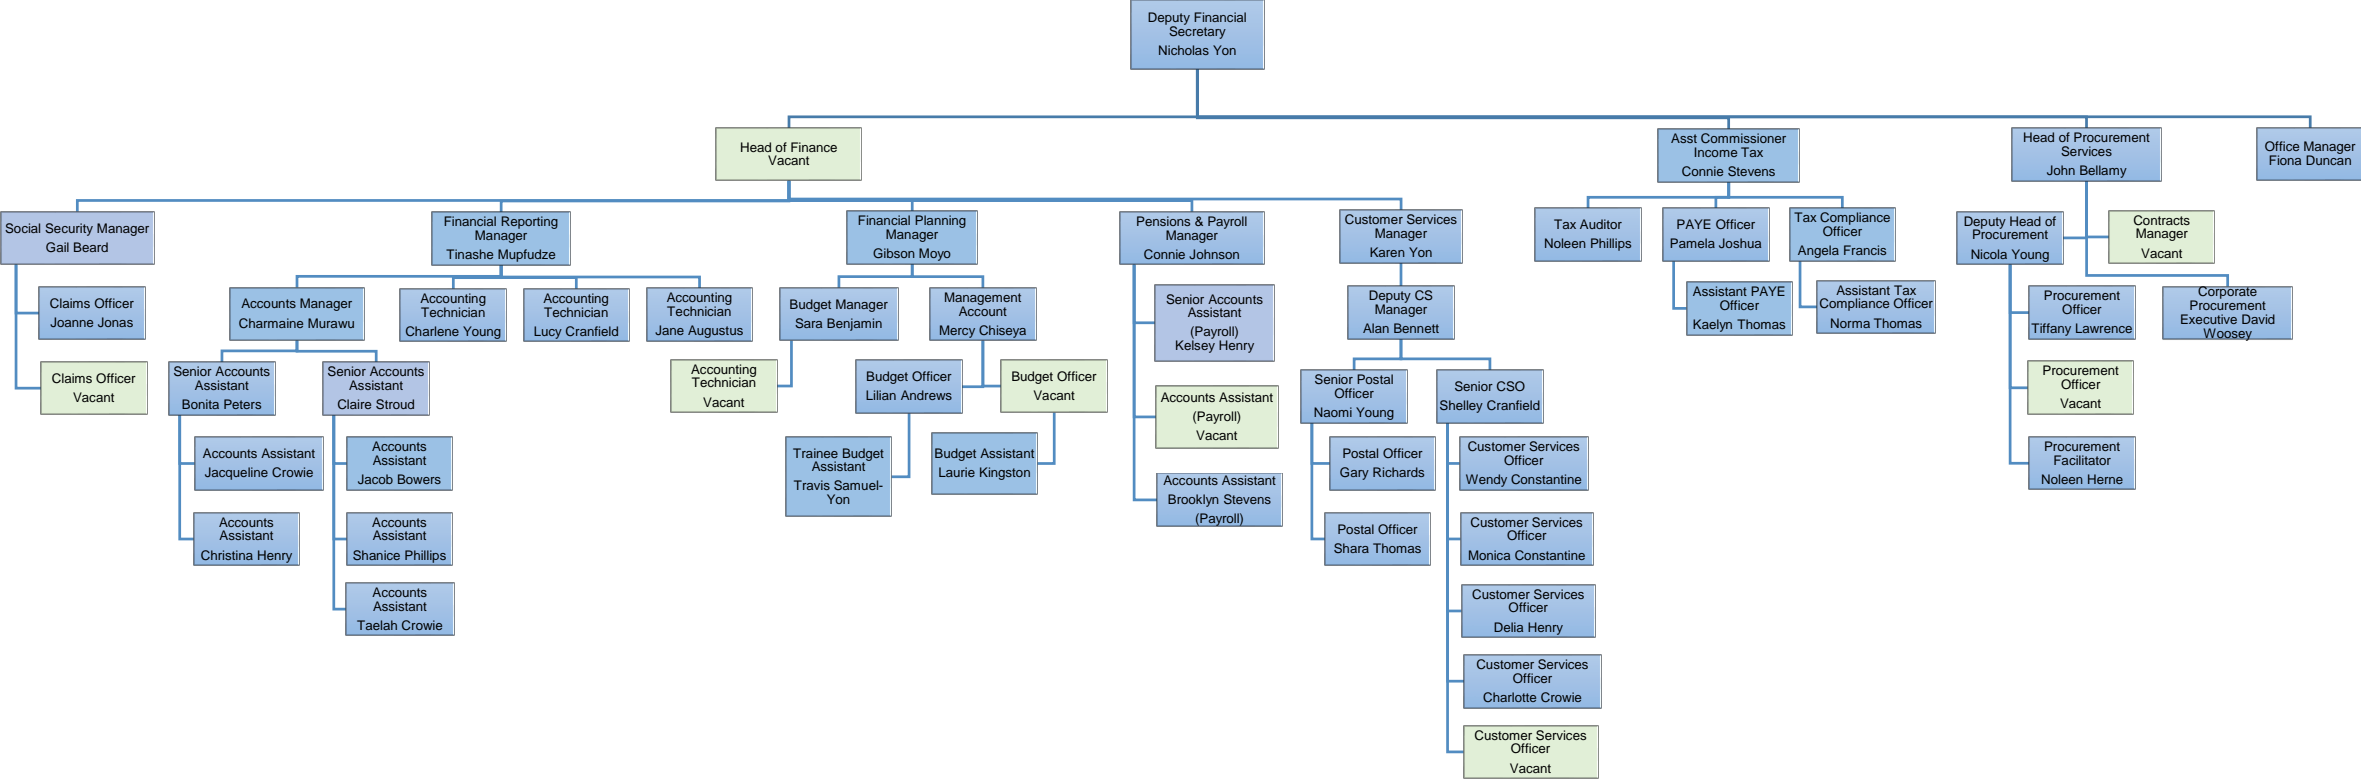 Deputy Financial
Secretary
Nicholas Yon
Head of Finance
Vacant
Asst Commissioner
Income Tax
Connie Stevens
Head of Procurement
Services
John Bellamy
Office Manager
Fiona Duncan
Social Security Manager
Gail Beard
Financial Reporting
Manager
Tinashe Mupfudze
Financial Planning
Manager
Gibson Moyo
Pensions & Payroll
Manager
Connie Johnson
Customer Services
Manager
Karen Yon
Tax Auditor
Noleen Phillips
PAYE Officer
Pamela Joshua
Tax Compliance
Officer
Angela Francis
Deputy Head of
Procurement
Nicola Young
Contracts
Manager
Vacant
Claims Officer
Joanne Jonas
Accounts Manager
Charmaine Murawu
Accounting
Technician
Charlene Young
Accounting
Technician
Lucy Cranfield
Accounting
Technician
Jane Augustus
Budget Manager
Sara Benjamin
Management
Account
Mercy Chiseya
Senior Accounts
Assistant
(Payroll)
Kelsey Henry
Deputy CS
Manager
Alan Bennett
Assistant PAYE
Officer
Kaelyn Thomas
Assistant Tax
Compliance Officer
Norma Thomas
Procurement
Officer
Tiffany Lawrence
Corporate
Procurement
Executive David
Woosey
Claims Officer
Vacant
Senior Accounts
Assistant
Bonita Peters
Senior Accounts
Assistant
Claire Stroud
Accounting
Technician
Vacant
Budget Officer
Lilian Andrews
Budget Officer
Vacant
Accounts Assistant
(Payroll)
Vacant
Senior Postal
Officer
Naomi Young
Senior CSO
Shelley Cranfield
Procurement
Officer
Vacant
Accounts Assistant
Jacqueline Crowie
Accounts
Assistant
Jacob Bowers
Trainee Budget
Assistant
Travis Samuel-
Yon
Budget Assistant
Laurie Kingston
Accounts Assistant
Brooklyn Stevens
(Payroll)
Postal Officer
Gary Richards
Customer Services
Officer
Wendy Constantine
Procurement
Facilitator
Noleen Herne
Accounts
Assistant
Christina Henry
Accounts
Assistant
Shanice Phillips
Postal Officer
Shara Thomas
Customer Services
Officer
Monica Constantine
Accounts
Assistant
Taelah Crowie
Customer Services
Officer
Delia Henry
Customer Services
Officer
Charlotte Crowie
Customer Services
Officer
Vacant